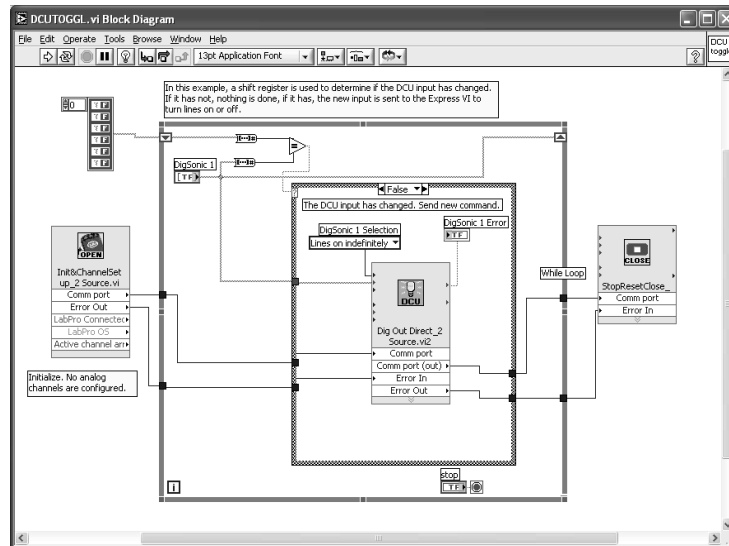 DCUTOGGL.vi Block Diagram
File Edit Operate Tools Browse Window Help
13pt Application Font
DCU
toggle
In this example, a shift register is used to determine if the DCU input has changed.
If it has not, nothing is done, if it has, the new input is sent to the Express VI to
turn lines on or off.
0
DigSonic 1
TF
False
The DCU input has changed. Send new command.
DigSonic 1 Selection
Lines on indefinitely
DigSonic 1 Error
TF
OPEN
Init&ChannelSet
up_2 Source.vi
Comm port
Error Out
LabPro Connected
LabPro OS
Active channel arr
Initialize. No analog
channels are configured.
DCU
Dig Out Direct_2
Source.vi2
Comm port
Comm port (out)
Error In
Error Out
While Loop
CLOSE
StopResetClose_
Comm port
Error In
stop
TF
i